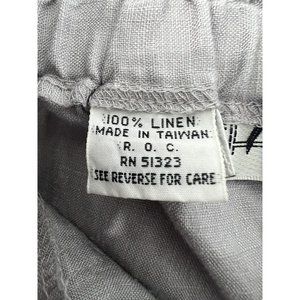 100% LINEN
MADE IN TAIWAN
R. O. C.
RN 51323
SEE REVERSE FOR CARE